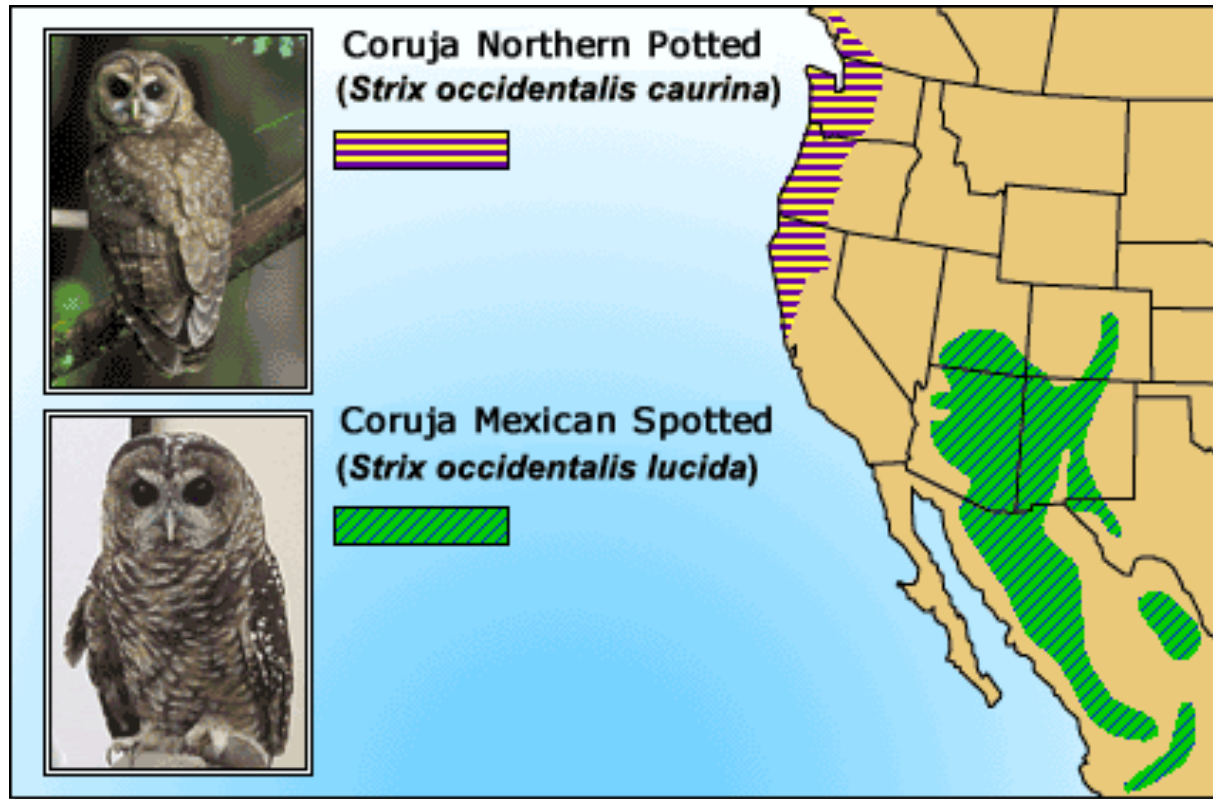 Coruja Northern Potted
(Strix occidentalis caurina)
Coruja Mexican Spotted
(Strix occidentalis lucida)